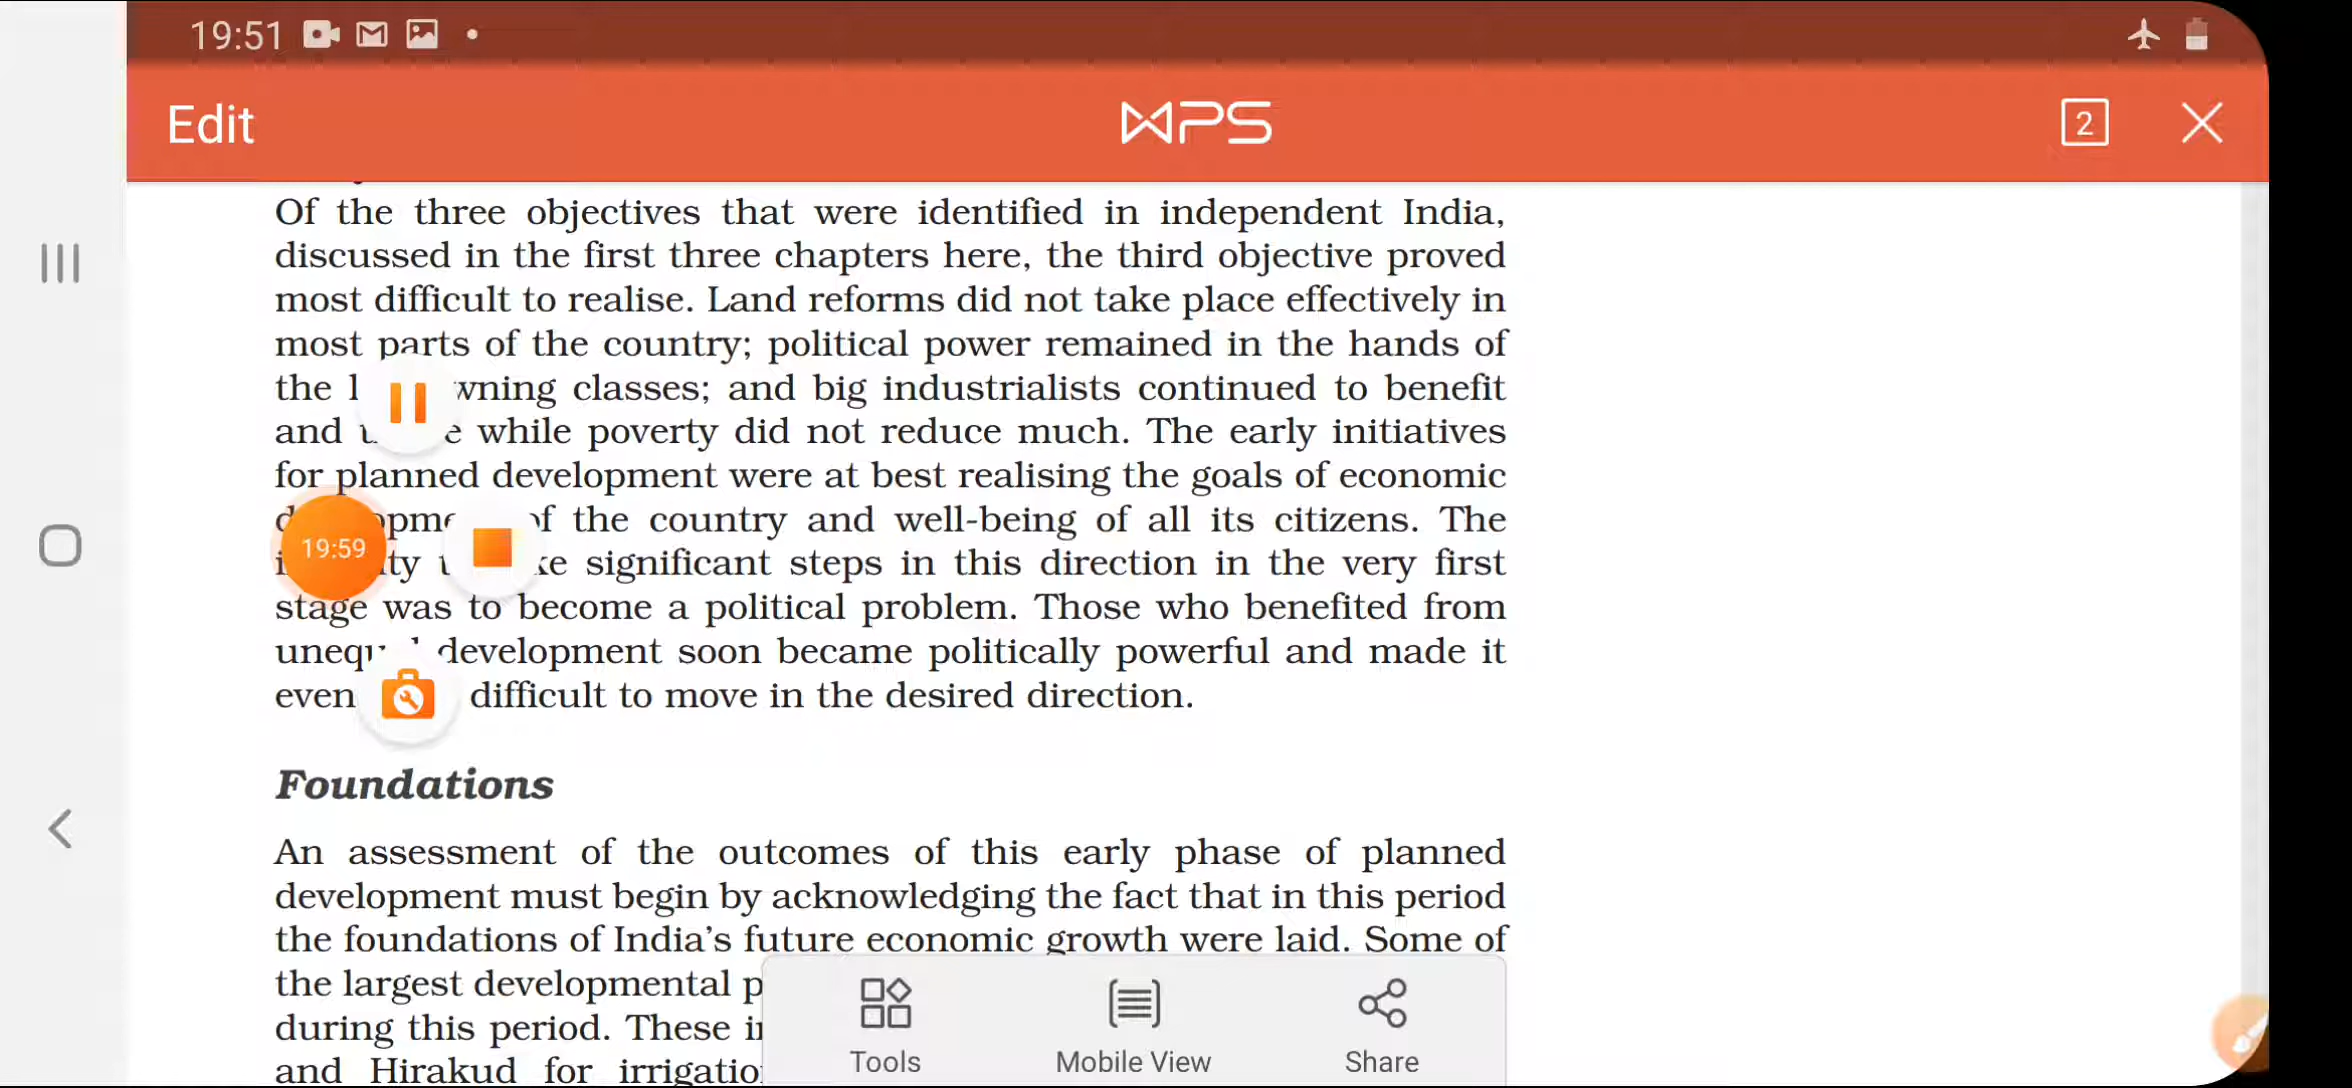 19:51
Edit
WPS
2
Of the three objectives that were identified in independent India,
discussed in the first three chapters here, the third objective proved
most difficult to realise. Land reforms did not take place effectively in
most parts of the country; political power remained in the hands of
the wning classes; and big industrialists continued to benefit
and while poverty did not reduce much. The early initiatives
for planned development were at best realising the goals of economic
of the country and well-being of all its citizens. The
19:59
significant steps in this direction in the very first
stage was to become a political problem. Those who benefited from
development soon became politically powerful and made it
even difficult to move in the desired direction.
Foundations
An assessment of the outcomes of this early phase of planned
development must begin by acknowledging the fact that in this period
the foundations of India's future economic growth were laid. Some of
the largest developmental p
during this period. These
and Hirakud for irrigatio
Tools
Mobile View
Share